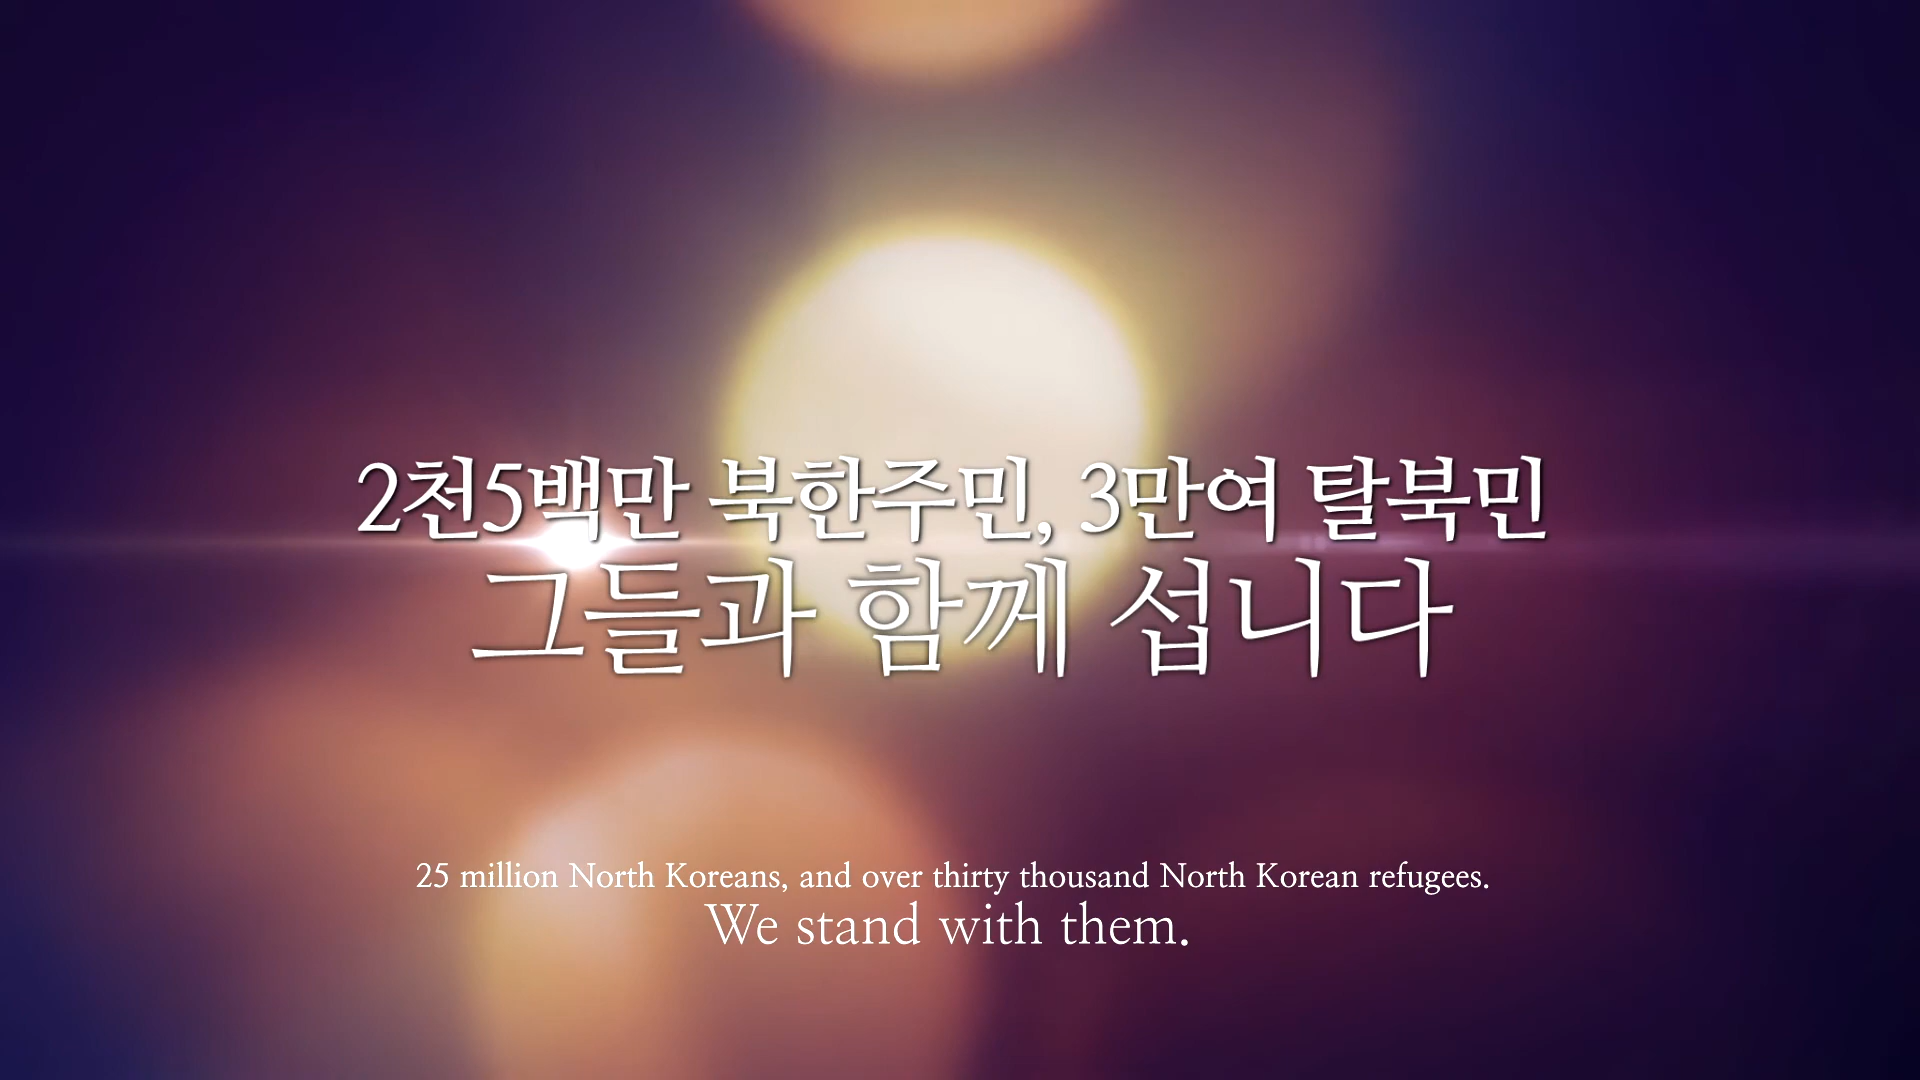 2천5백만 북한주민, 3만여 탈북민
그들과 함께 섭니다
25 million North Koreans, and over thirty thousand North Korean refugees.
We stand with them.